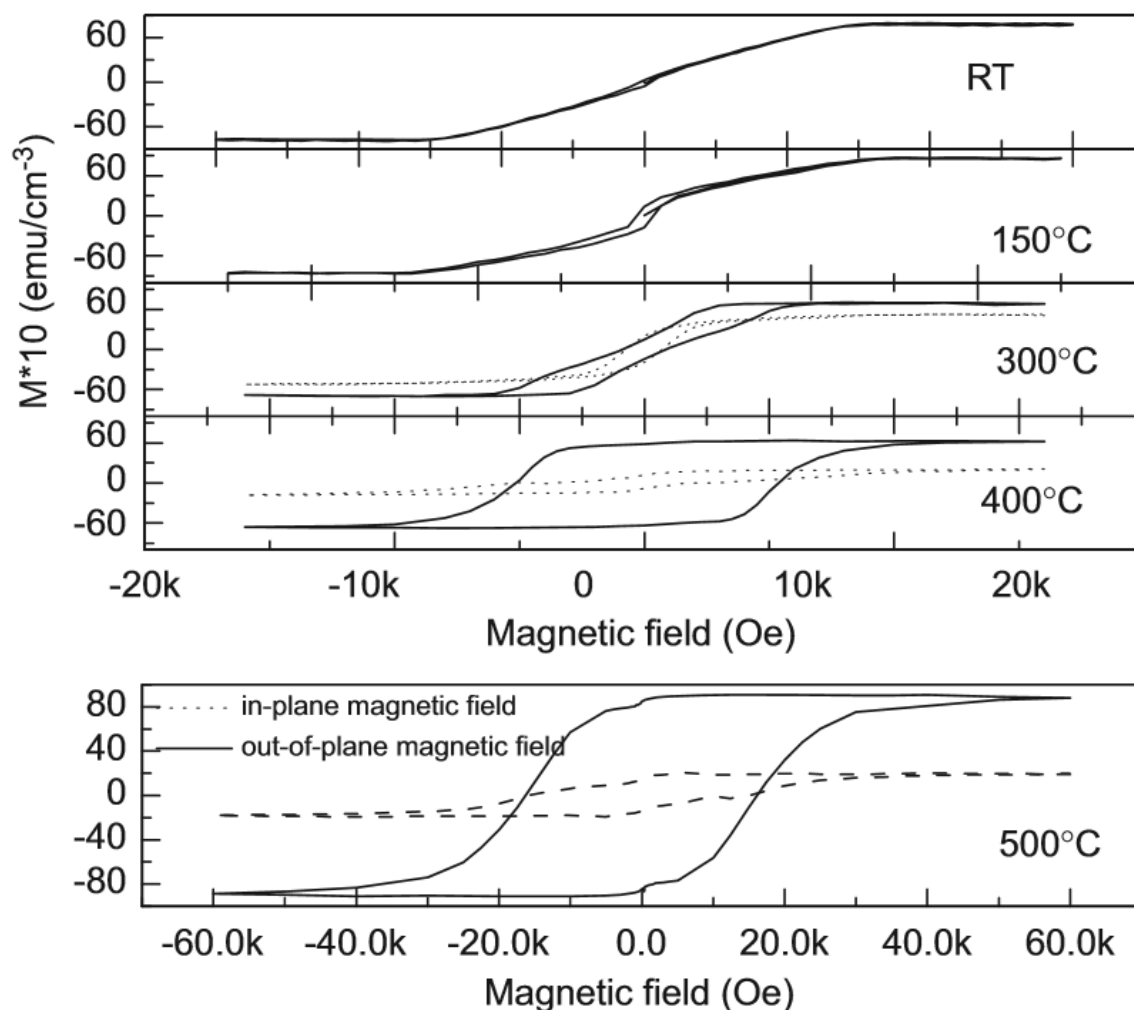 M*10 (emu/cm⁻³)
60
0
-60
RT
60
0
-60
150°C
60
0
-60
300°C
60
0
-60
400°C
-20k -10k 0 10k 20k
Magnetic field (Oe)
80
40
0
-40
-80
in-plane magnetic field
out-of-plane magnetic field
500°C
-60.0k -40.0k -20.0k 0.0 20.0k 40.0k 60.0k
Magnetic field (Oe)